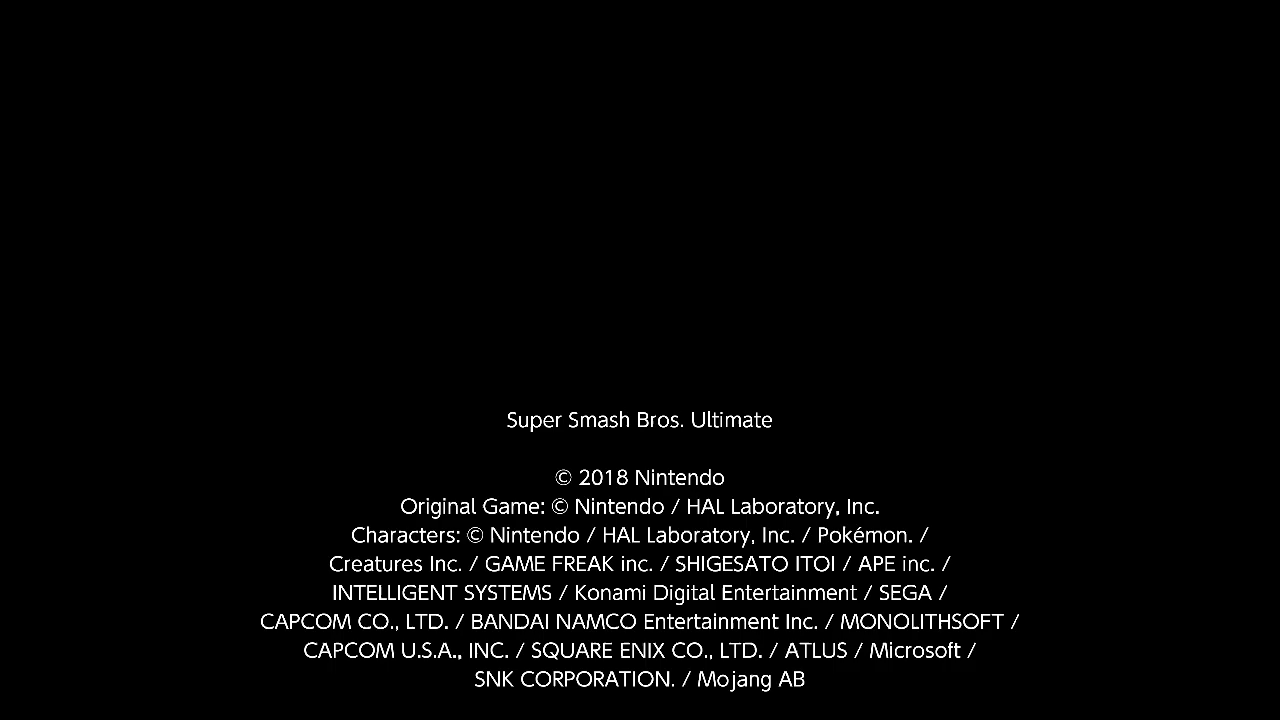 Super Smash Bros. Ultimate
© 2018 Nintendo
Original Game: © Nintendo / HAL Laboratory, Inc.
Characters: © Nintendo / HAL Laboratory, Inc. / Pokémon. /
Creatures Inc. / GAME FREAK inc. / SHIGESATO ITOI / APE inc. /
INTELLIGENT SYSTEMS / Konami Digital Entertainment / SEGA /
CAPCOM CO., LTD. / BANDAI NAMCO Entertainment Inc. / MONOLITHSOFT /
CAPCOM U.S.A., INC. / SQUARE ENIX CO., LTD. / ATLUS / Microsoft /
SNK CORPORATION. / Mojang AB